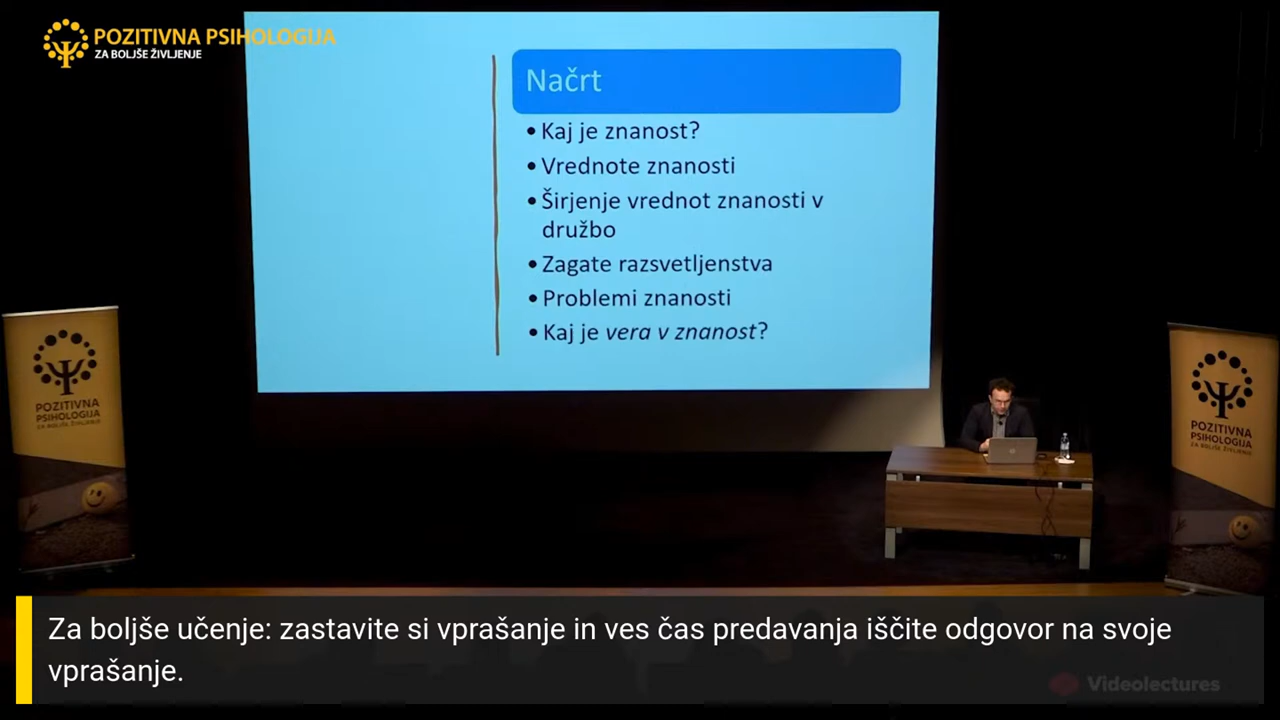 POZITIVNA PSIHOLOGIJA
ZA BOLJŠE ŽIVLJENJE
Načrt
• Kaj je znanost?
• Vrednote znanosti
• Širjenje vrednot znanosti v
družbo
• Zagate razsvetljenstva
• Problemi znanosti
• Kaj je vera v znanost?
POZITIVNA
PSIHOLOGIJA
ZA BOLJŠE ŽIVLJENJE
POZITIVNA
PSIHOLOGIJA
ZA BOLJŠE ŽIVLJENJE
Za boljše učenje: zastavite si vprašanje in ves čas predavanja iščite odgovor na svoje
vprašanje.
Videolectures